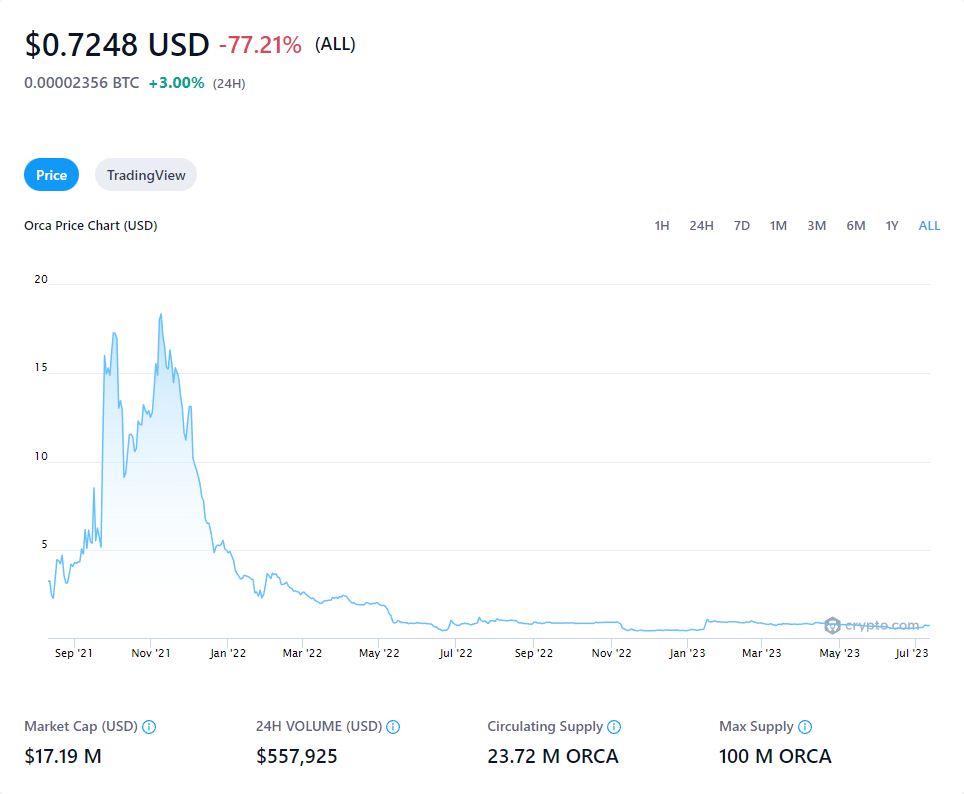 $0.7248 USD -77.21% (ALL)
0.00002356 BTC +3.00% (24H)
Price TradingView
Orca Price Chart (USD) 1H 24H 7D 1M 3M 6M 1Y ALL
20
15
10
5
crypto.com
Sep '21 Nov '21 Jan '22 Mar '22 May '22 Jul '22 Sep '22 Nov '22 Jan '23 Mar '23 May '23 Jul '23
Market Cap (USD) 24H VOLUME (USD) Circulating Supply Max Supply
$17.19 M $557,925 23.72 M ORCA 100 M ORCA